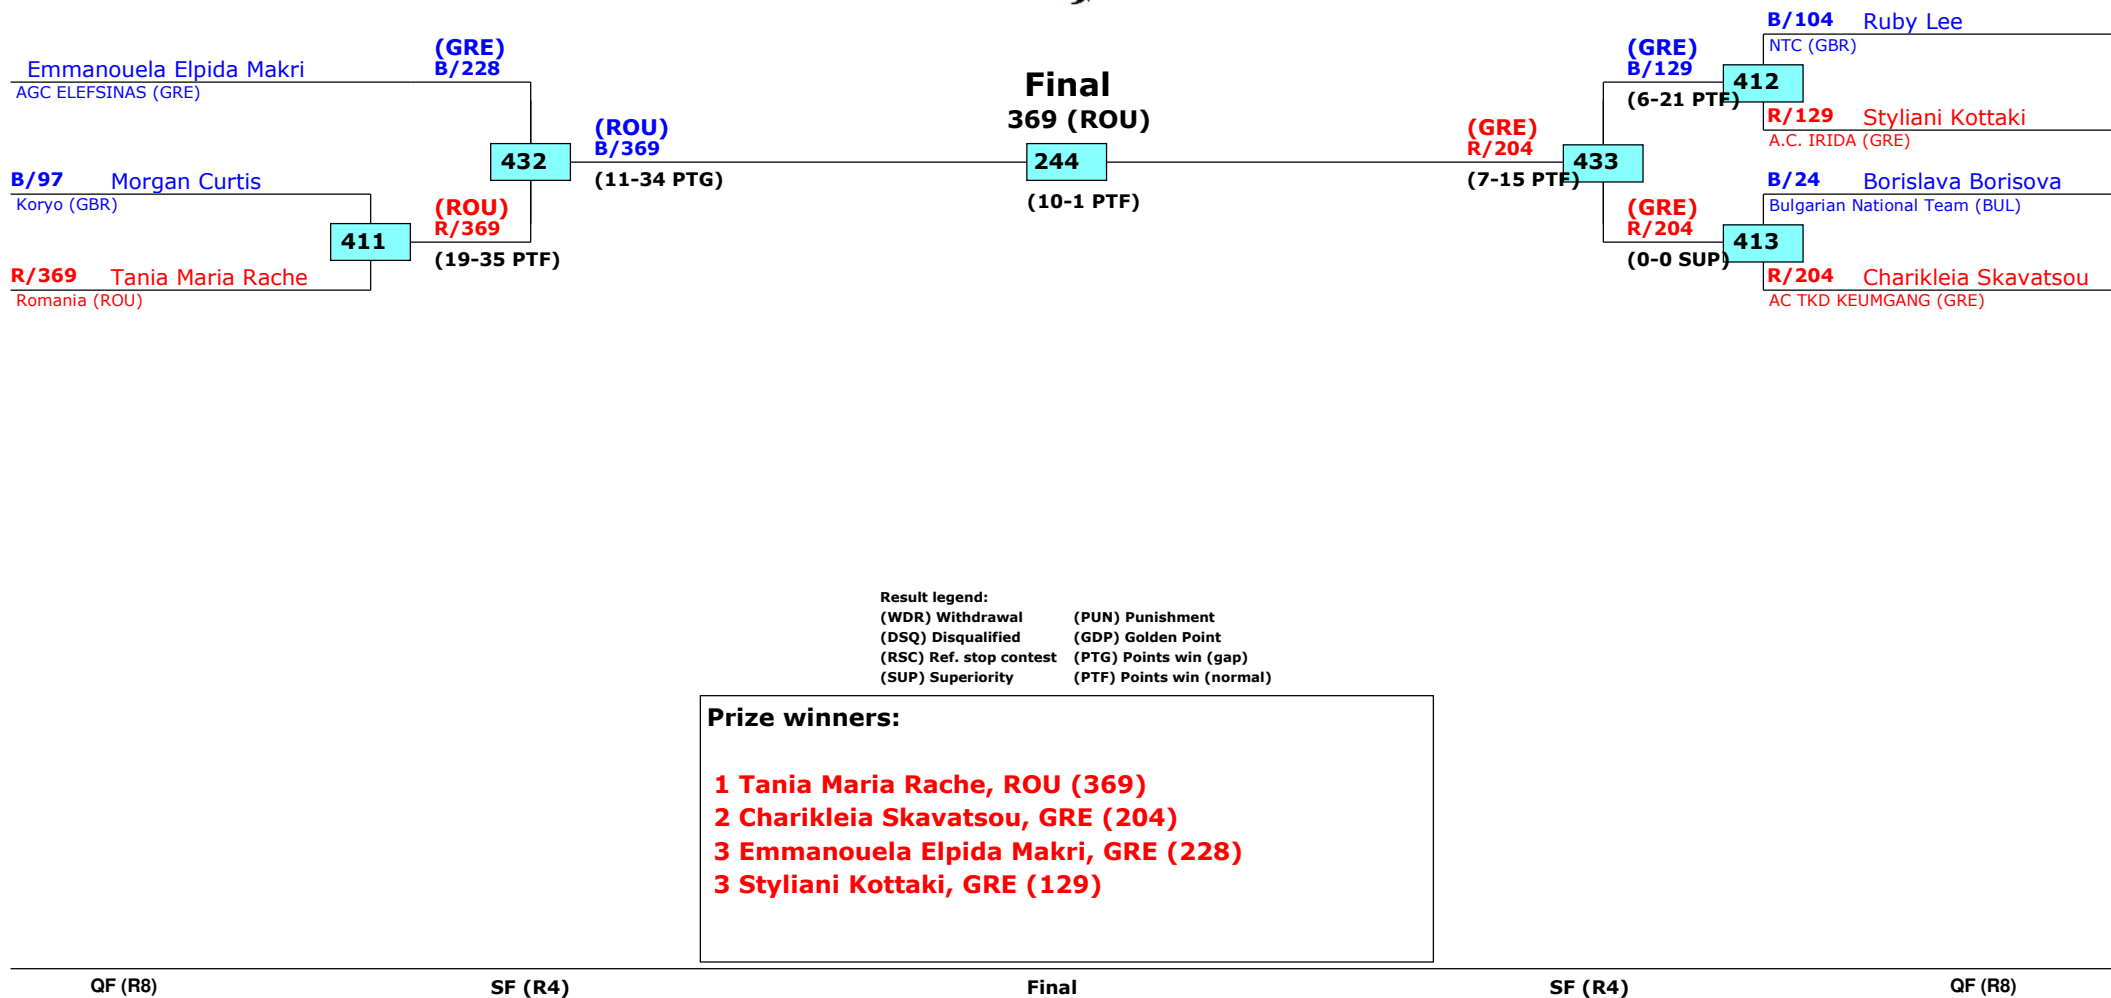 (GRE)
B/228
Emmanouela Elpida Makri
AGC ELEFSINAS (GRE)
432
B/97 Morgan Curtis
Koryo (GBR)
411
(ROU)
R/369
(19-35 PTF)
R/369 Tania Maria Rache
Romania (ROU)
(ROU)
B/369
(11-34 PTG)
Final
369 (ROU)
244
(10-1 PTF)
(GRE)
R/204
(7-15 PTF)
433
(GRE)
B/129
(6-21 PTF)
412
B/104 Ruby Lee
NTC (GBR)
R/129 Styliani Kottaki
A.C. IRIDA (GRE)
(GRE)
R/204
(0-0 SUP)
413
B/24 Borislava Borisova
Bulgarian National Team (BUL)
R/204 Charikleia Skavatsou
AC TKD KEUMGANG (GRE)
Result legend:
(WDR) Withdrawal (PUN) Punishment
(DSQ) Disqualified (GDP) Golden Point
(RSC) Ref. stop contest (PTG) Points win (gap)
(SUP) Superiority (PTF) Points win (normal)
Prize winners:
1 Tania Maria Rache, ROU (369)
2 Charikleia Skavatsou, GRE (204)
3 Emmanouela Elpida Makri, GRE (228)
3 Styliani Kottaki, GRE (129)
QF (R8) SF (R4) Final SF (R4) QF (R8)